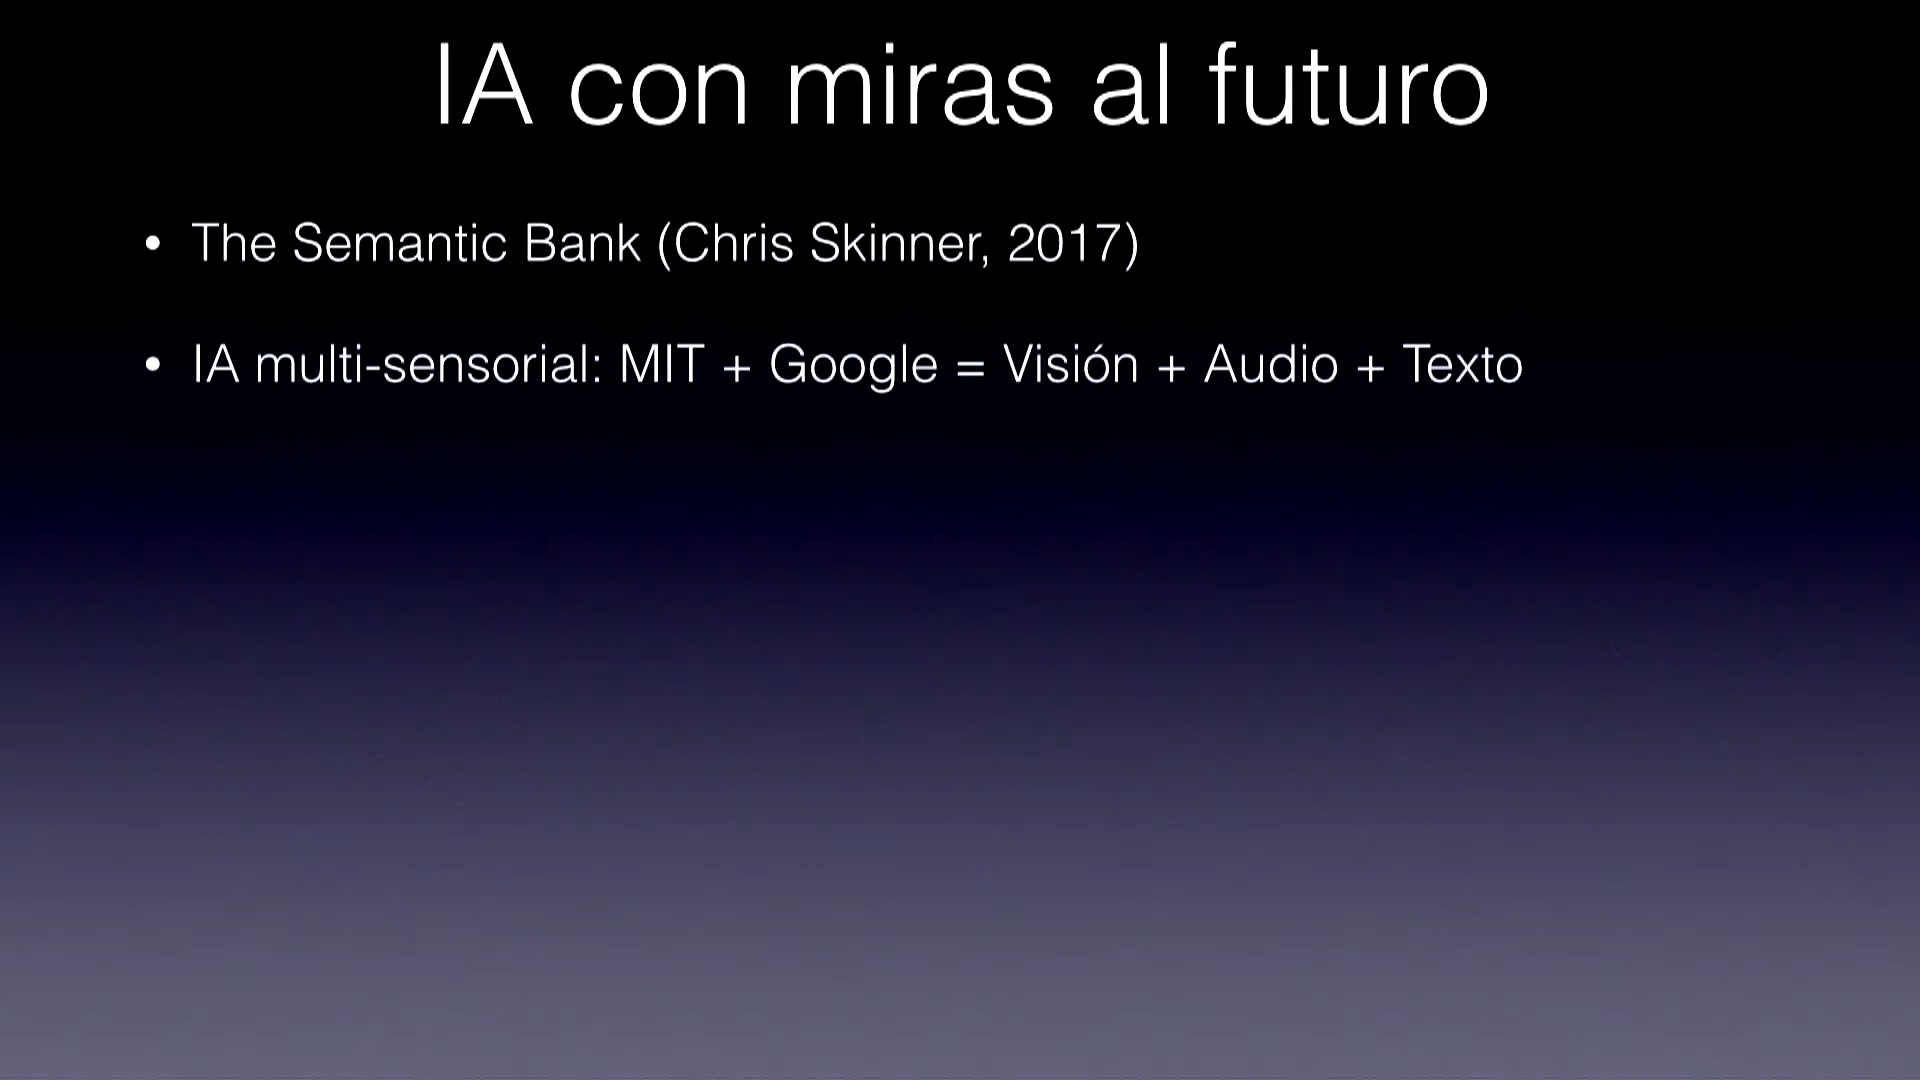 IA con miras al futuro
• The Semantic Bank (Chris Skinner, 2017)
• IA multi-sensorial: MIT + Google = Visión + Audio + Texto